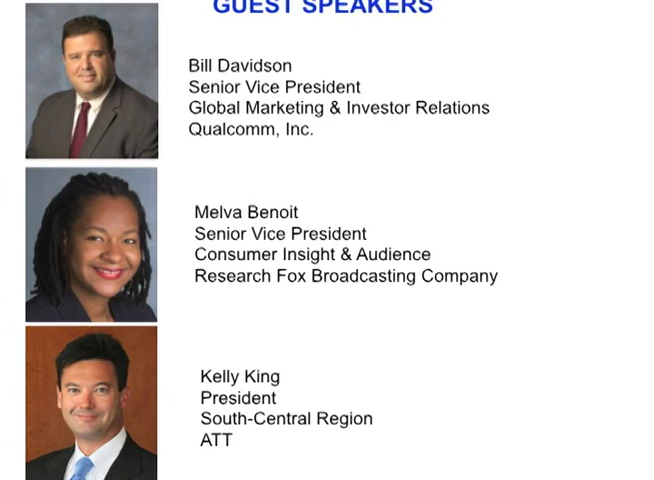 GUEST SPEAKERS
Bill Davidson
Senior Vice President
Global Marketing & Investor Relations
Qualcomm, Inc.
Melva Benoit
Senior Vice President
Consumer Insight & Audience
Research Fox Broadcasting Company
Kelly King
President
South-Central Region
ATT